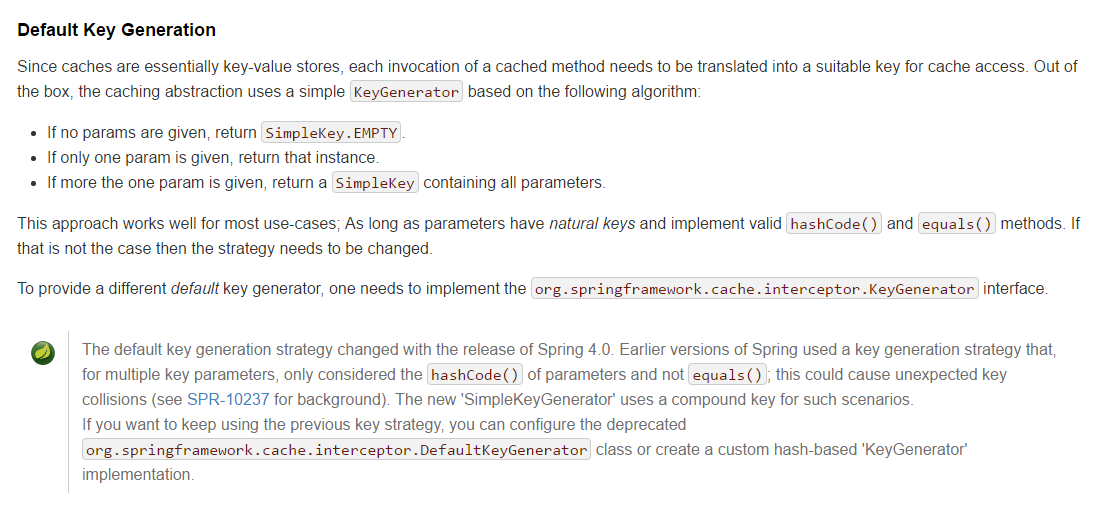 Default Key Generation
Since caches are essentially key-value stores, each invocation of a cached method needs to be translated into a suitable key for cache access. Out of
the box, the caching abstraction uses a simple KeyGenerator based on the following algorithm:
• If no params are given, return SimpleKey.EMPTY.
• If only one param is given, return that instance.
• If more the one param is given, return a SimpleKey containing all parameters.
This approach works well for most use-cases; As long as parameters have natural keys and implement valid hashCode() and equals() methods. If
that is not the case then the strategy needs to be changed.
To provide a different default key generator, one needs to implement the org.springframework.cache.interceptor.KeyGenerator interface.
The default key generation strategy changed with the release of Spring 4.0. Earlier versions of Spring used a key generation strategy that,
for multiple key parameters, only considered the hashCode() of parameters and not equals(); this could cause unexpected key
collisions (see SPR-10237 for background). The new 'SimpleKeyGenerator' uses a compound key for such scenarios.
If you want to keep using the previous key strategy, you can configure the deprecated
org.springframework.cache.interceptor.DefaultKeyGenerator class or create a custom hash-based 'KeyGenerator'
implementation.